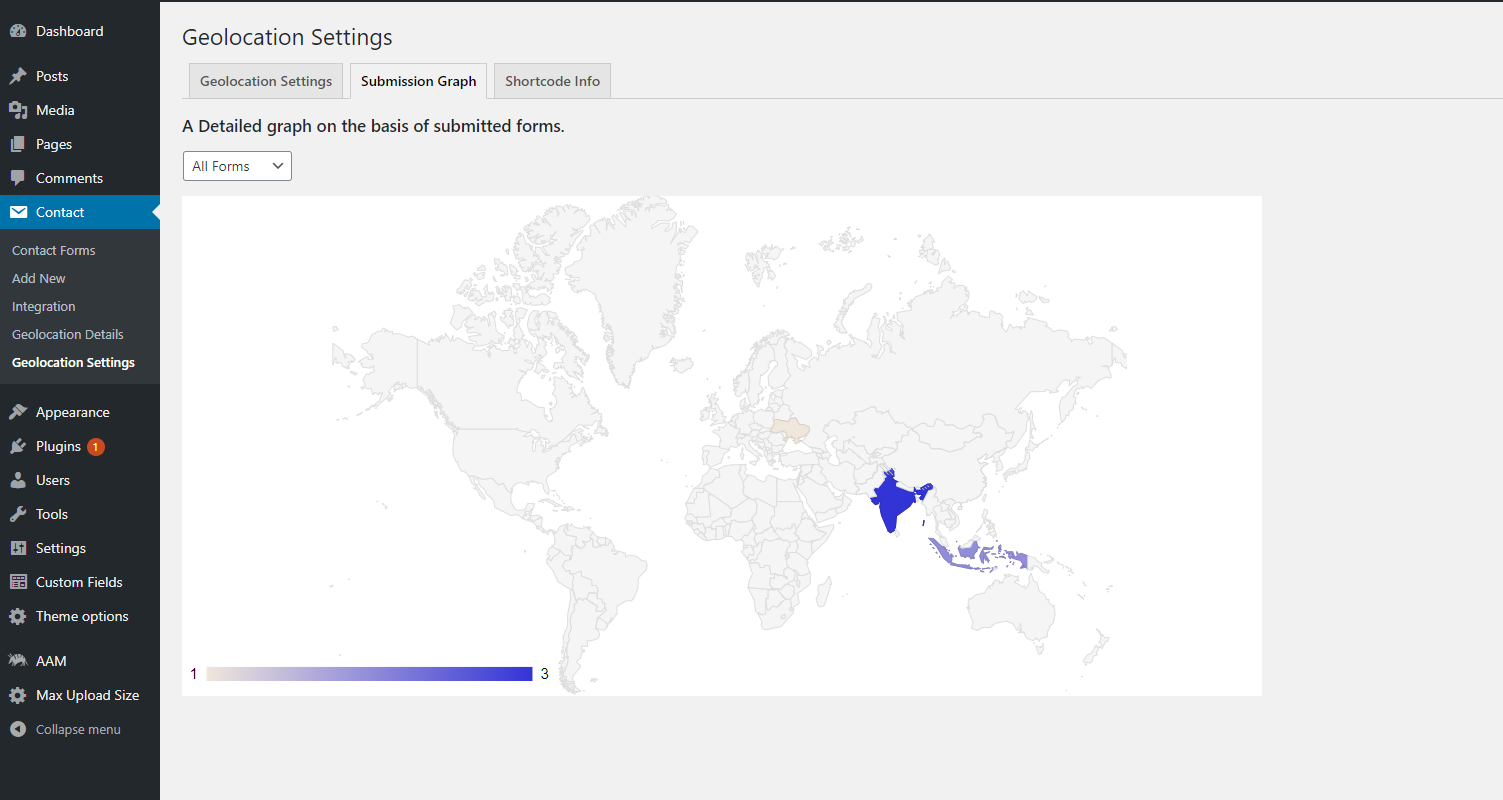 Dashboard
Posts
Media
Pages
Comments
Contact
Contact Forms
Add New
Integration
Geolocation Details
Geolocation Settings
Appearance
Plugins 1
Users
Tools
Settings
Custom Fields
Theme options
AAM
Max Upload Size
Collapse menu
Geolocation Settings
Geolocation Settings Submission Graph Shortcode Info
A Detailed graph on the basis of submitted forms.
All Forms
1 3